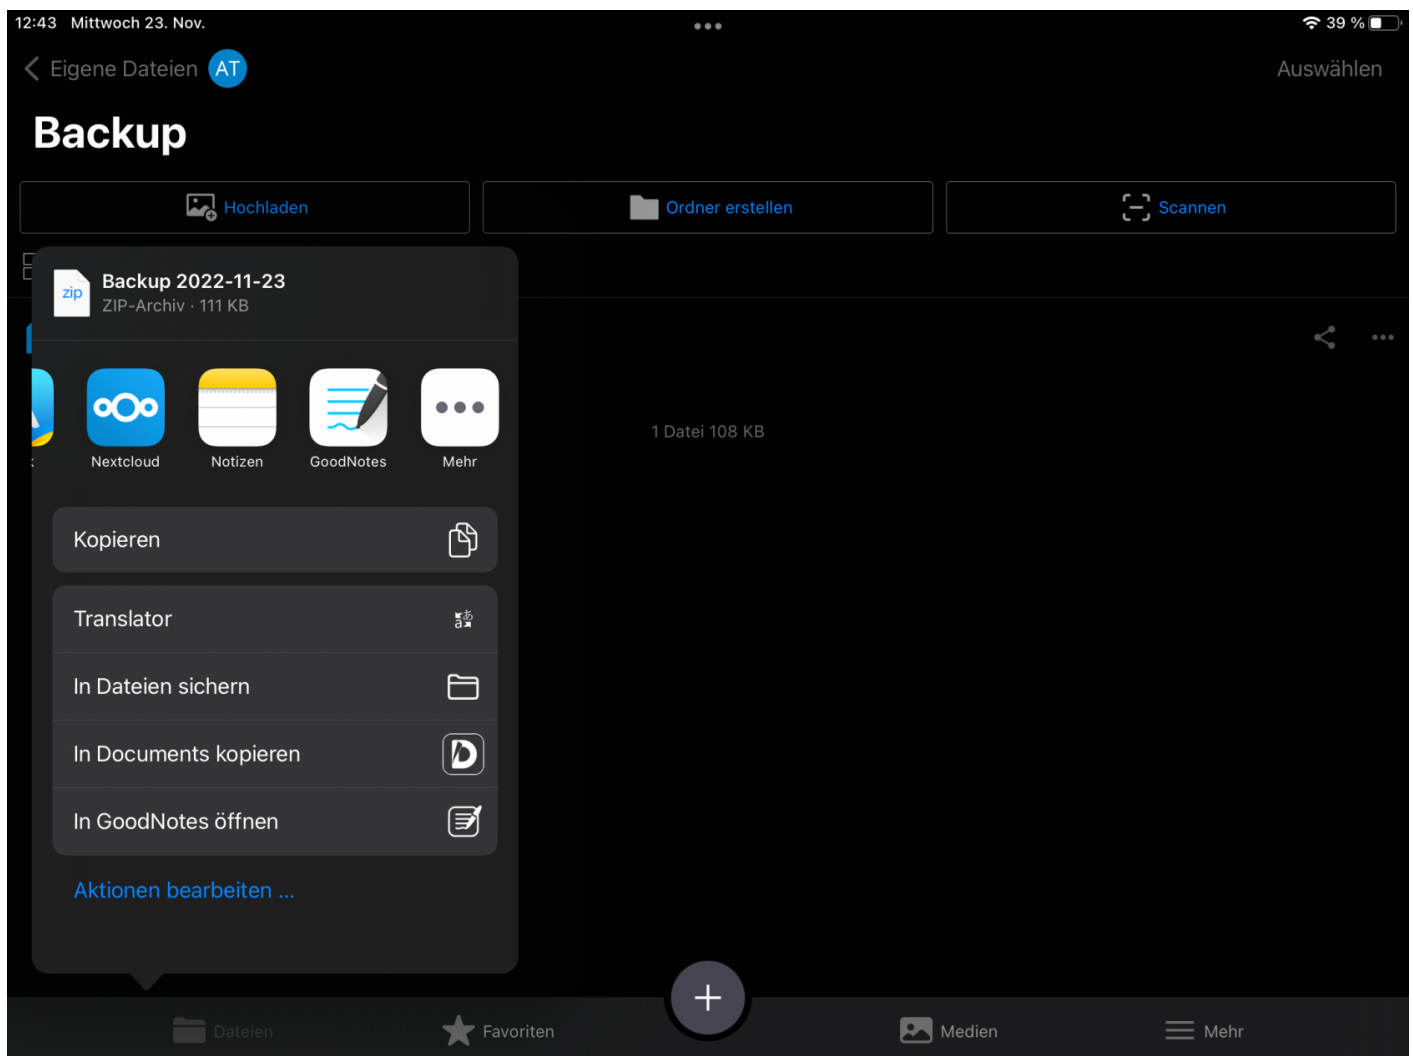 12:43 Mittwoch 23. Nov.
39 %
Eigene Dateien AT
Auswählen
Backup
Hochladen
Ordner erstellen
Scannen
zip
Backup 2022-11-23
ZIP-Archiv · 111 KB
Nextcloud
Notizen
GoodNotes
Mehr
1 Datei 108 KB
Kopieren
Translator
In Dateien sichern
In Documents kopieren
In GoodNotes öffnen
Aktionen bearbeiten ...
Dateien
Favoriten
Medien
Mehr